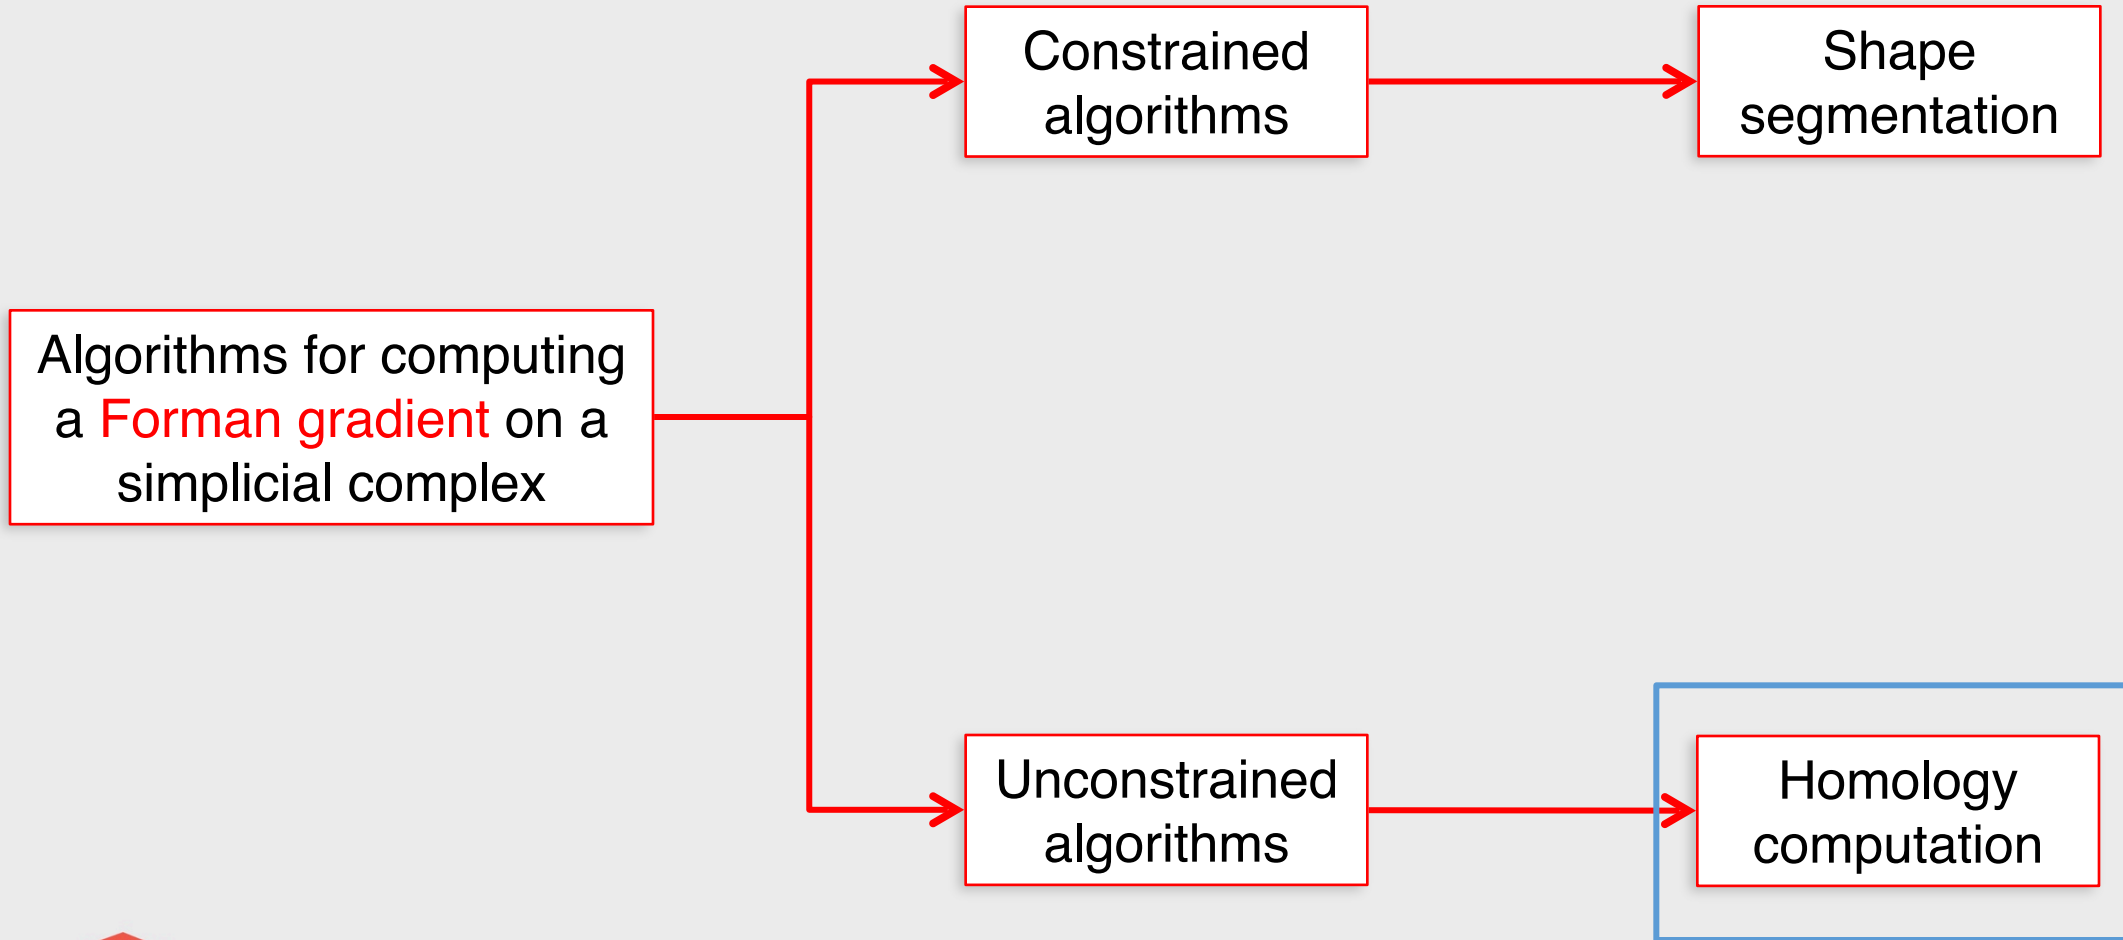 Constrained
algorithms
Shape
segmentation
Algorithms for computing
a Forman gradient on a
simplicial complex
Unconstrained
algorithms
Homology
computation